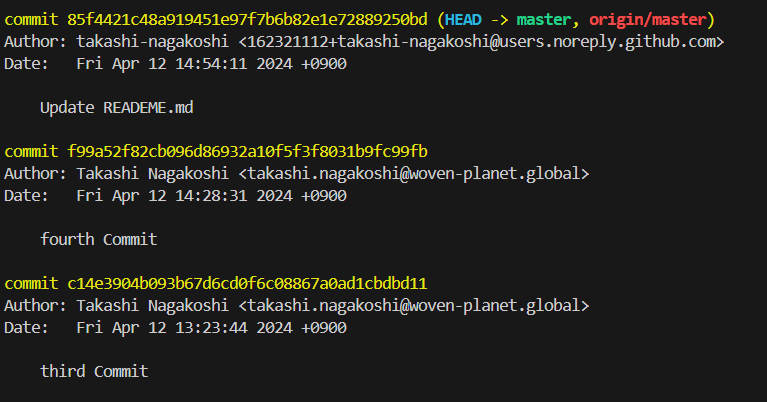 commit 85f4421c48a919451e97f7b6b82e1e72889250bd (HEAD -> master, origin/master)
Author: takashi-nagakoshi <162321112+takashi-nagakoshi@users.noreply.github.com>
Date:   Fri Apr 12 14:54:11 2024 +0900

    Update READEME.md

commit f99a52f82cb096d86932a10f5f3f8031b9fc99fb
Author: Takashi Nagakoshi <takashi.nagakoshi@woven-planet.global>
Date:   Fri Apr 12 14:28:31 2024 +0900

    fourth Commit

commit c14e3904b093b67d6cd0f6c08867a0ad1cbdbd11
Author: Takashi Nagakoshi <takashi.nagakoshi@woven-planet.global>
Date:   Fri Apr 12 13:23:44 2024 +0900

    third Commit